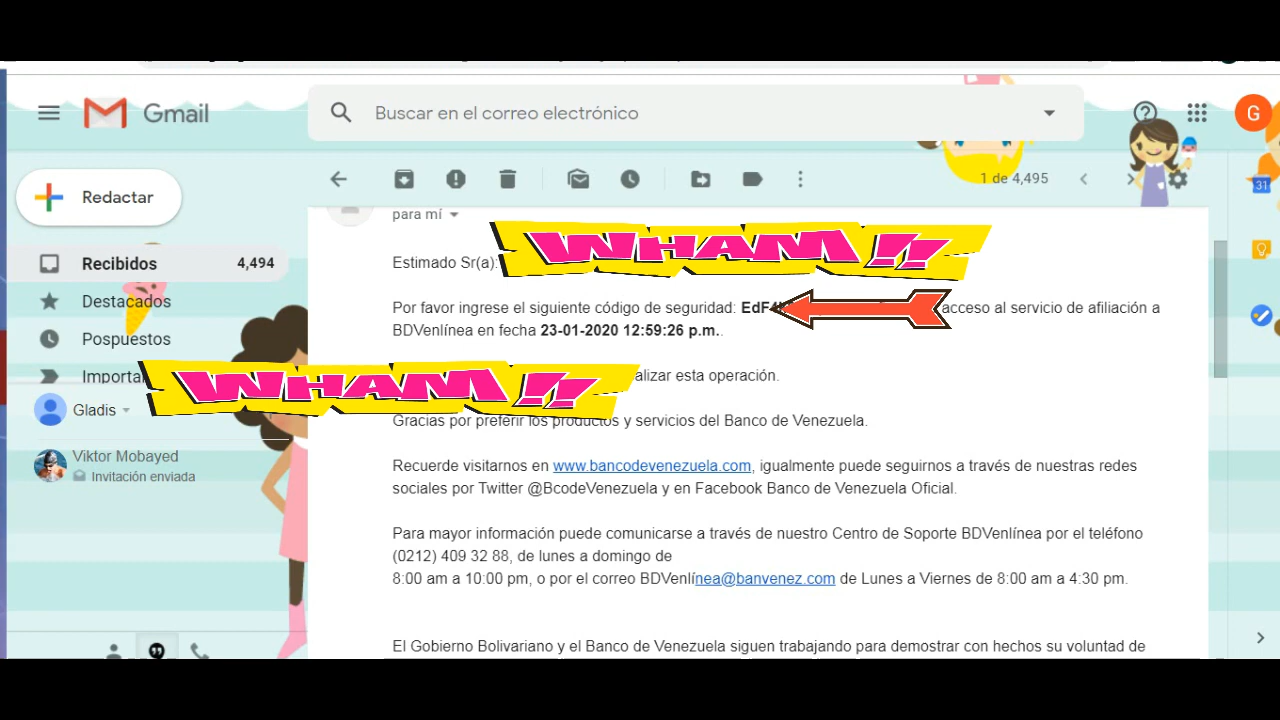 Gmail
Buscar en el correo electrónico
G
Redactar
1 de 4,495
31
para mí
Recibidos 4,494
Destacados
Pospuestos
Gladis
Viktor Mobayed
Invitación enviada
WHAM!!
Estimado Sr(a):
Por favor ingrese el siguiente código de seguridad: acceso al servicio de afiliación a
BDVenlínea en fecha 23-01-2020 12:59:26 p.m..
WHAM!!
esta operación.
Gracias por preferir los productos y servicios del Banco de Venezuela.
Recuerde visitarnos en www.bancodevenezuela.com, igualmente puede seguirnos a través de nuestras redes
sociales por Twitter @BcodeVenezuela y en Facebook Banco de Venezuela Oficial.
Para mayor información puede comunicarse a través de nuestro Centro de Soporte BDVenlínea por el teléfono
(0212) 409 32 88, de lunes a domingo de
8:00 am a 10:00 pm, o por el correo BDVenlínea@banvenez.com de Lunes a Viernes de 8:00 am a 4:30 pm.
El Gobierno Bolivariano y el Banco de Venezuela siguen trabajando para demostrar con hechos su voluntad de